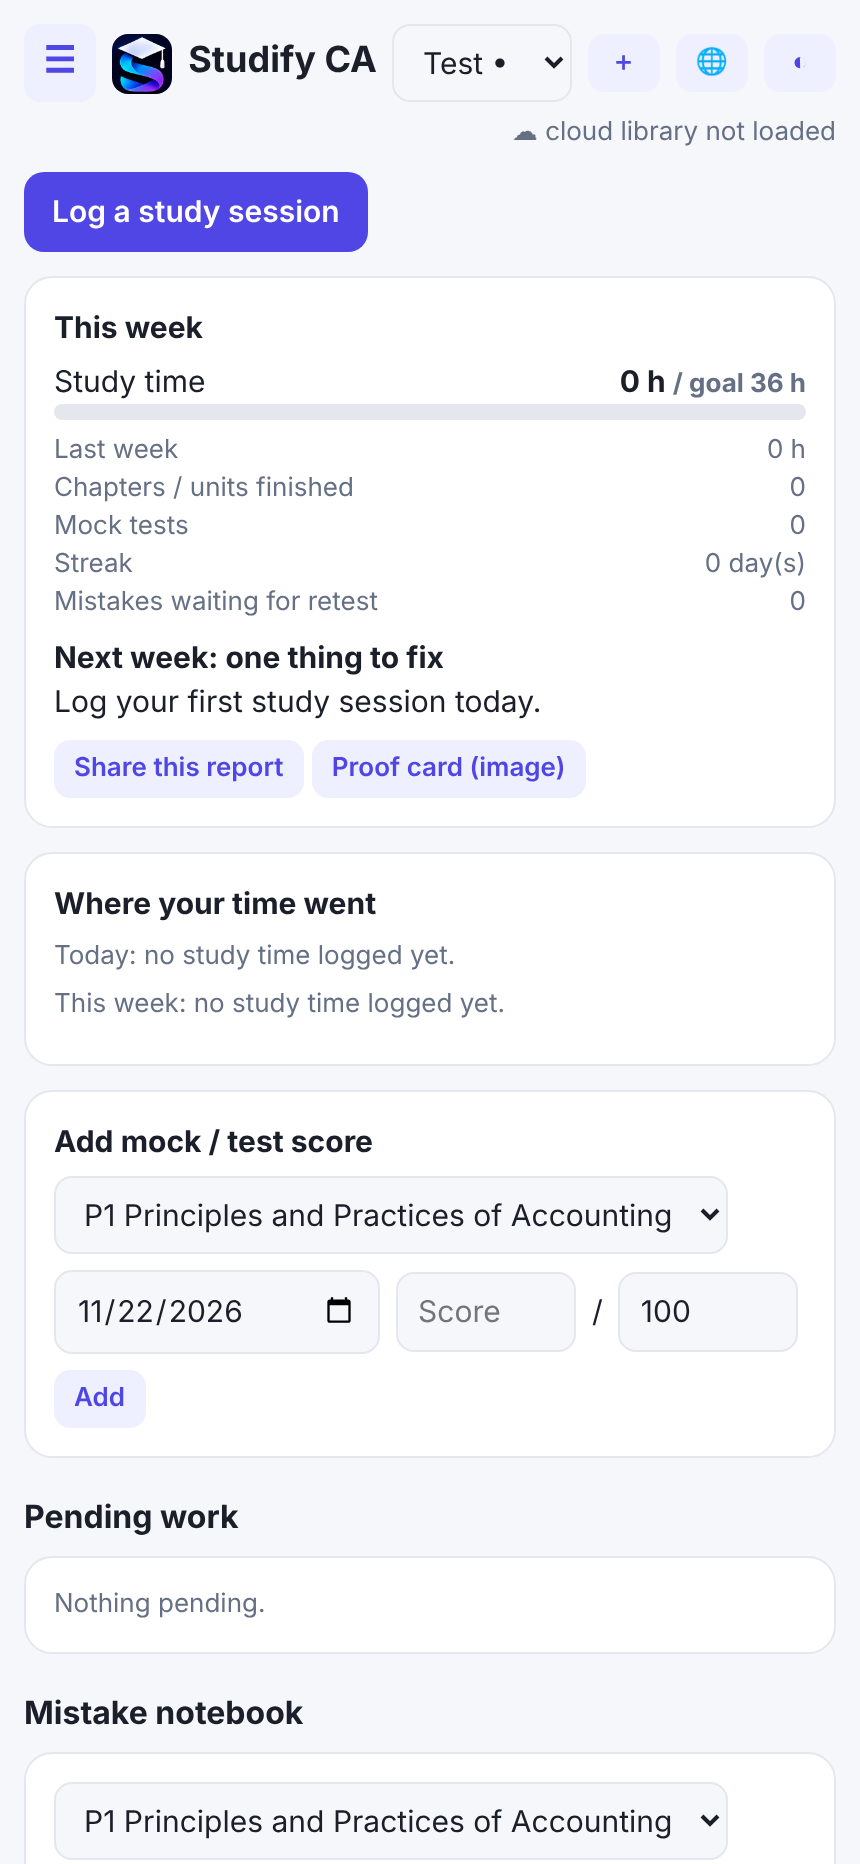 ☰ Studify CA Test • + 🌐
☁ cloud library not loaded
Log a study session
This week
Study time 0 h / goal 36 h
Last week 0 h
Chapters / units finished 0
Mock tests 0
Streak 0 day(s)
Mistakes waiting for retest 0
Next week: one thing to fix
Log your first study session today.
Share this report Proof card (image)
Where your time went
Today: no study time logged yet.
This week: no study time logged yet.
Add mock / test score
P1 Principles and Practices of Accounting
11/22/2026 Score / 100
Add
Pending work
Nothing pending.
Mistake notebook
P1 Principles and Practices of Accounting